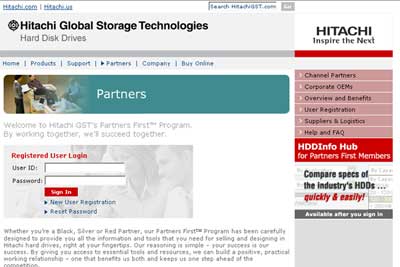 Hitachi.com | Hitachi.us
Search HitachiGST.com
Go
Hitachi Global Storage Technologies
Hard Disk Drives
HITACHI
Inspire the Next
Home | Products | Support | Partners | Company | Buy Online
Partners
Channel Partners
Corporate OEMs
Overview and Benefits
User Registration
Suppliers & Logistics
Help and FAQ
Welcome to Hitachi GST's Partners First™ Program.
By working together, we'll succeed together.
Registered User Login
User ID:
Password:
Sign In
New User Registration
Reset Password
HDDInfo Hub
for Partners First Members
Compare specs of
the industry's HDDs ...
quickly & easily!
Available after you sign in
Whether you're a Black, Silver or Red Partner, our Partners First™ Program has been carefully
designed to provide you all the information and tools that you need for selling and designing in
Hitachi hard drives, right at your fingertips. Our reasoning is simple - your success is our
success. By giving you access to essential tools and resources, we can build a positive, practical
working relationship - one that benefits us both and keeps us one step ahead of the
competition.